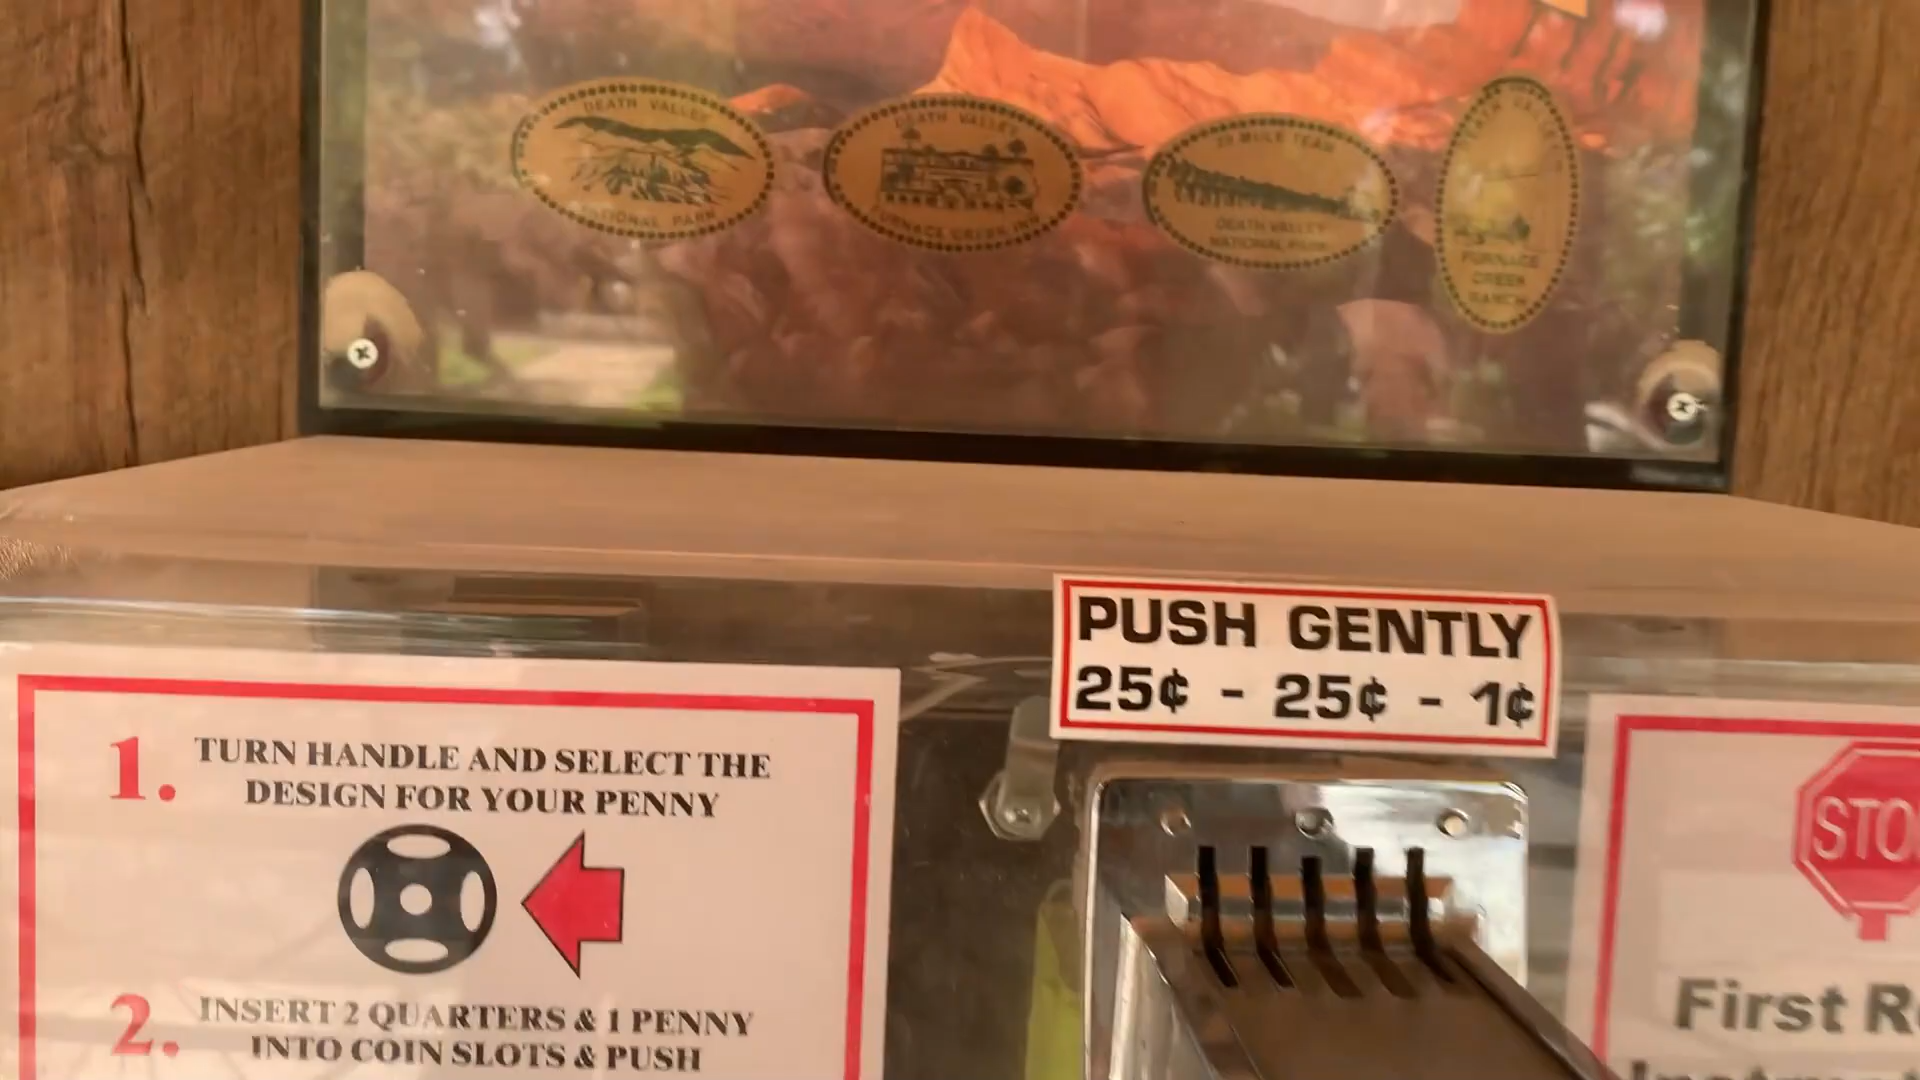 DEATH VALLEY
NATIONAL PARK
DEATH VALLEY
FURNACE CREEK INN
20 MULE TEAM
DEATH VALLEY
NATIONAL PARK
DEATH VALLEY
FURNACE
CREEK
RANCH
PUSH GENTLY
25¢ - 25¢ - 1¢
1. TURN HANDLE AND SELECT THE
DESIGN FOR YOUR PENNY
2. INSERT 2 QUARTERS & 1 PENNY
INTO COIN SLOTS & PUSH
STO
First R